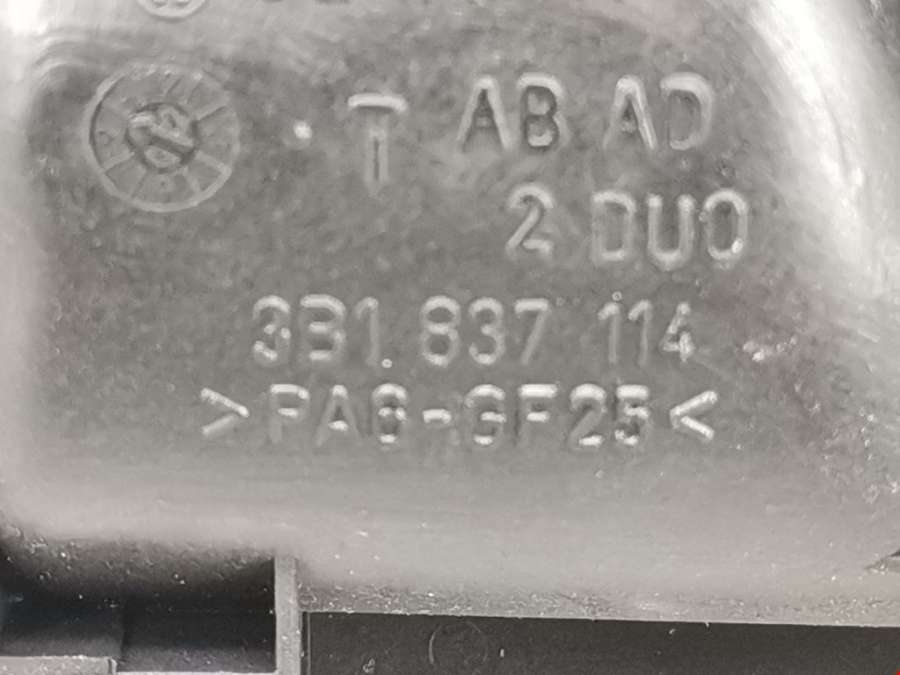 T AB AD
2 DUO
3B1.837 114
>PA6-GF25<